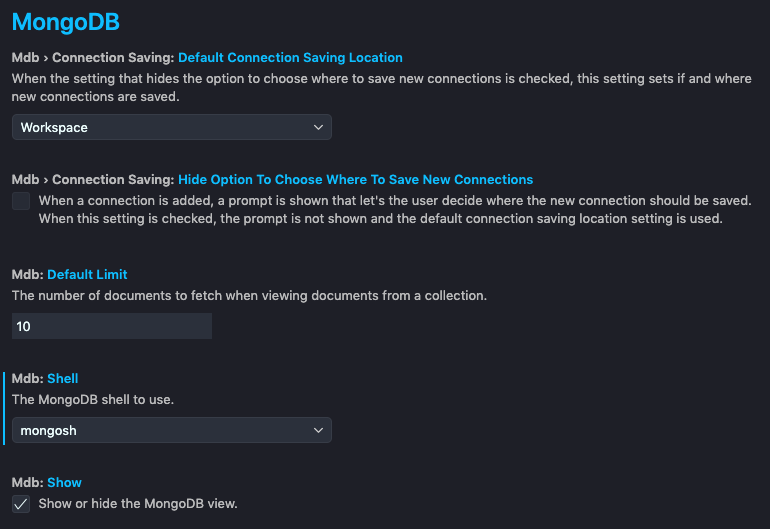 MongoDB
Mdb › Connection Saving: Default Connection Saving Location
When the setting that hides the option to choose where to save new connections is checked, this setting sets if and where
new connections are saved.
Workspace
Mdb › Connection Saving: Hide Option To Choose Where To Save New Connections
When a connection is added, a prompt is shown that let's the user decide where the new connection should be saved.
When this setting is checked, the prompt is not shown and the default connection saving location setting is used.
Mdb: Default Limit
The number of documents to fetch when viewing documents from a collection.
10
Mdb: Shell
The MongoDB shell to use.
mongosh
Mdb: Show
Show or hide the MongoDB view.